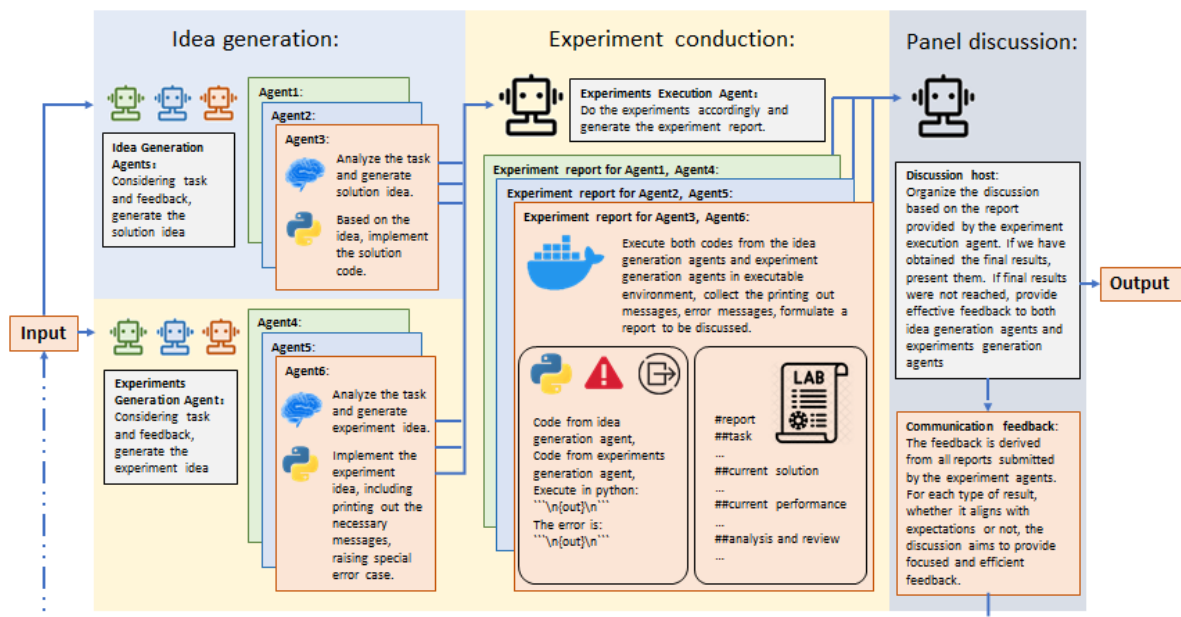 Idea generation:
Experiment conduction:
Panel discussion:
Agent1:
Agent2:
Agent3:
Analyze the task
and generate
solution idea.
Based on the
idea, implement
the solution
code.
Idea Generation
Agents:
Considering task
and feedback,
generate the
solution idea
Input
Agent4:
Agent5:
Agent6:
Analyze the task
and generate
experiment idea.
Implement the
experiment
idea, including
printing out the
necessary
messages,
raising special
error case.
Experiments
Generation Agent:
Considering task
and feedback,
generate the
experiment idea
Experiments Execution Agent:
Do the experiments accordingly and
generate the experiment report.
Experiment report for Agent1, Agent4:
Experiment report for Agent2, Agent5:
Experiment report for Agent3, Agent6:
Execute both codes from the idea
generation agents and experiment
generation agents in executable
environment, collect the printing out
messages, error messages, formulate a
report to be discussed.
Code from idea
generation agent,
Code from experiments
generation agent,
Execute in python:
```\n{out}\n```
The error is:
```\n{out}\n```
LAB
#report
##task
...
##current solution
...
##current performance
...
##analysis and review
...
Discussion host:
Organize the discussion
based on the report
provided by the experiment
execution agent. If we have
obtained the final results,
present them. If final results
were not reached, provide
effective feedback to both
idea generation agents and
experiments generation
agents
Output
Communication feedback:
The feedback is derived
from all reports submitted
by the experiment agents.
For each type of result,
whether it aligns with
expectations or not, the
discussion aims to provide
focused and efficient
feedback.